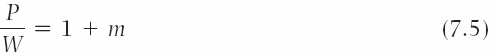 P/W = 1 + m (7.5)